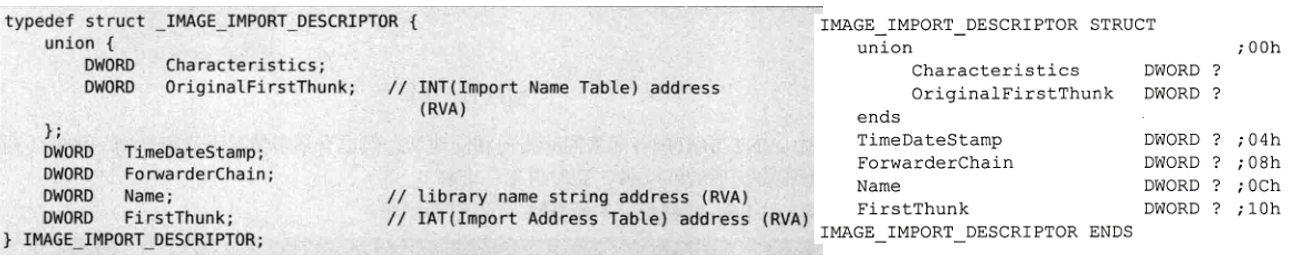 typedef struct _IMAGE_IMPORT_DESCRIPTOR {
union {
DWORD Characteristics;
DWORD OriginalFirstThunk; // INT(Import Name Table) address
(RVA)
};
DWORD TimeDateStamp;
DWORD ForwarderChain;
DWORD Name; // library name string address (RVA)
DWORD FirstThunk; // IAT(Import Address Table) address (RVA)
} IMAGE_IMPORT_DESCRIPTOR;
IMAGE_IMPORT_DESCRIPTOR STRUCT
union ;00h
Characteristics DWORD ?
OriginalFirstThunk DWORD ?
ends
TimeDateStamp DWORD ? ;04h
ForwarderChain DWORD ? ;08h
Name DWORD ? ;0Ch
FirstThunk DWORD ? ;10h
IMAGE_IMPORT_DESCRIPTOR ENDS